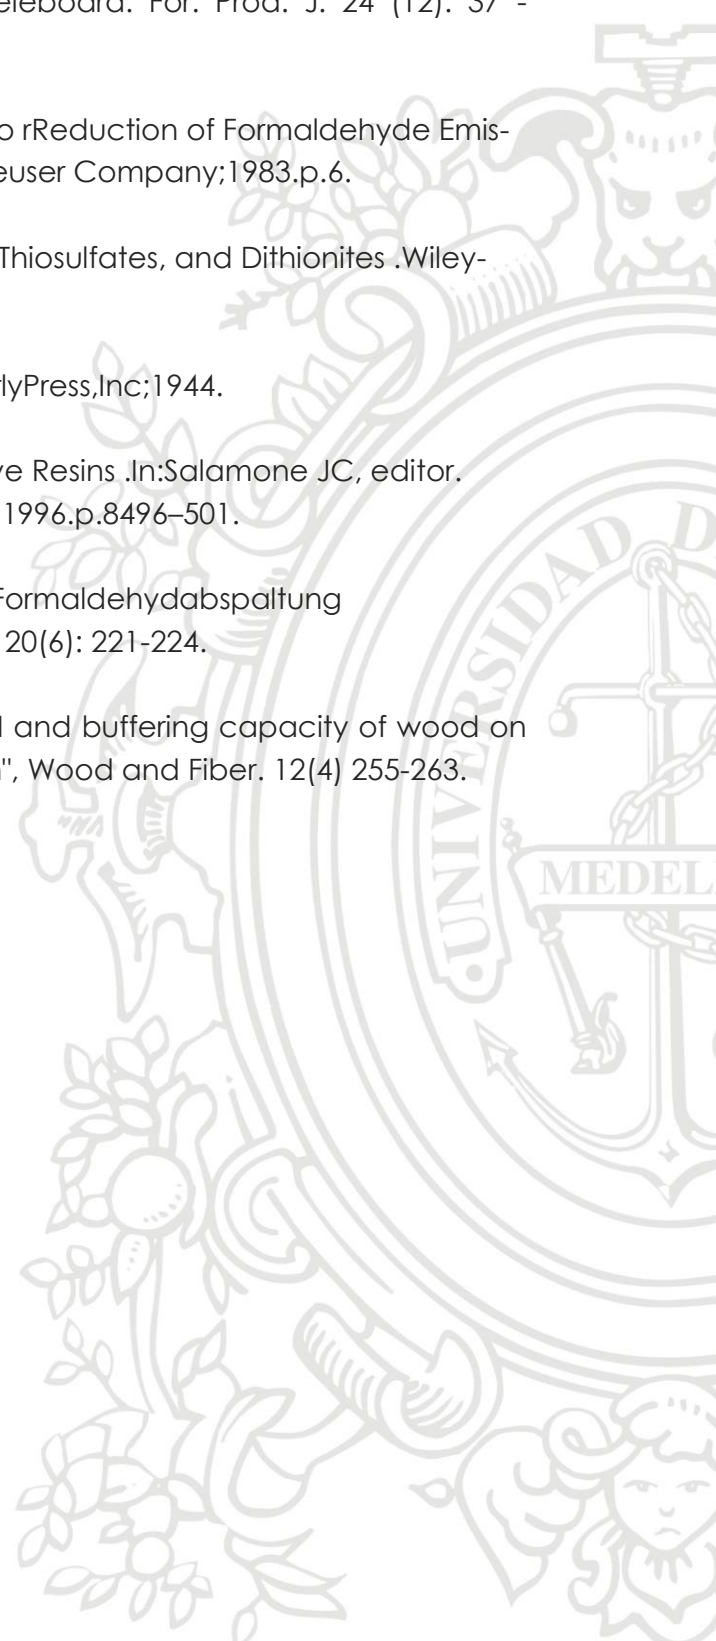 eleboard. For. Prod. J. 24 (12). 37 -
o rReduction of Formaldehyde Emis-
euser Company;1983.p.6.
Thiosulfates, and Dithionites .Wiley-
lyPress,Inc;1944.
ve Resins .In:Salamone JC, editor.
1996.p.8496–501.
Formaldehydabspaltung
20(6): 221-224.
and buffering capacity of wood on
", Wood and Fiber. 12(4) 255-263.
UNIVERSIDAD D
MEDEL